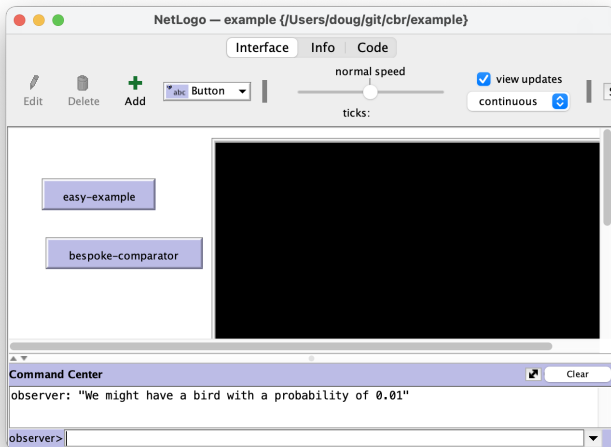 NetLogo — example {/Users/doug/git/cbr/example}
Interface Info Code
normal speed
Edit Delete Add abc Button view updates
continuous
ticks:
easy-example
bespoke-comparator
Command Center Clear
observer: "We might have a bird with a probability of 0.01"
observer>